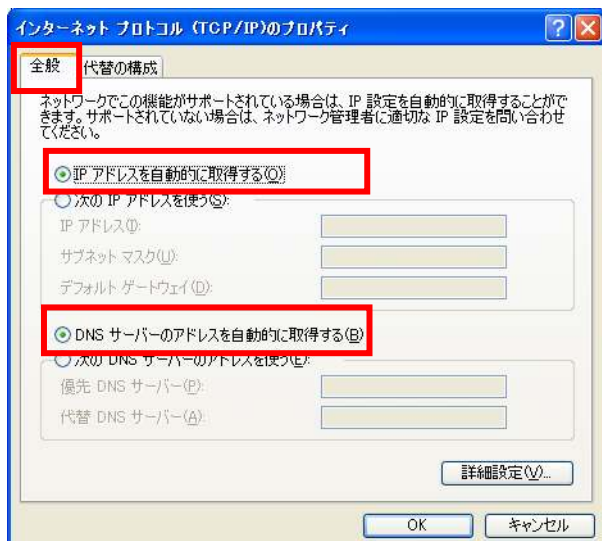 インターネット プロトコル (TCP/IP)のプロパティ
全般 代替の構成
ネットワークでこの機能がサポートされている場合は、IP 設定を自動的に取得することがで
きます。サポートされていない場合は、ネットワーク管理者に適切な IP 設定を問い合わせ
てください。
IP アドレスを自動的に取得する(O)
次の IP アドレスを使う(S):
IP アドレス(I):
サブネット マスク(U):
デフォルト ゲートウェイ(D):
DNS サーバーのアドレスを自動的に取得する(B)
次の DNS サーバーのアドレスを使う(E):
優先 DNS サーバー(P):
代替 DNS サーバー(A):
詳細設定(V)...
OK キャンセル